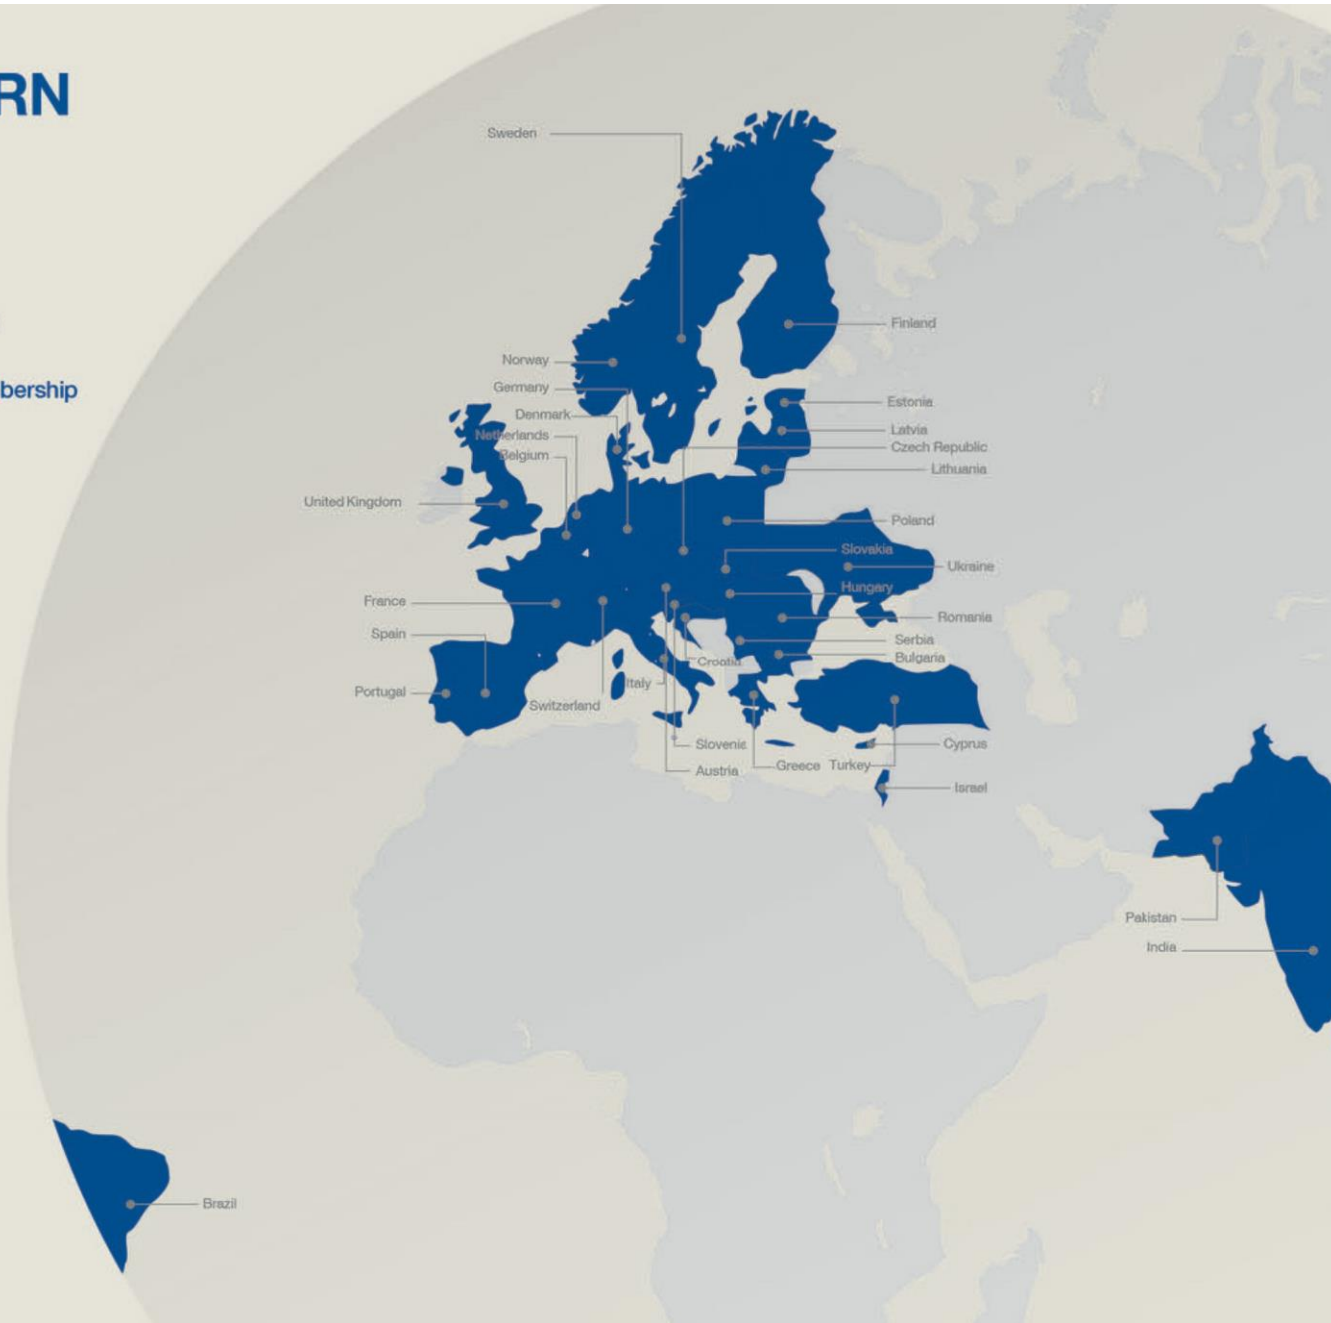 RN
bership
Sweden
Finland
Norway
Germany
Estonia
Denmark
Latvia
Netherlands
Czech Republic
Belgium
Lithuania
United Kingdom
Poland
Slovakia
Ukraine
Hungary
France
Romania
Spain
Serbia
Bulgaria
Croatia
Italy
Portugal
Switzerland
Slovenia
Cyprus
Greece
Turkey
Austria
Israel
Pakistan
India
Brazil